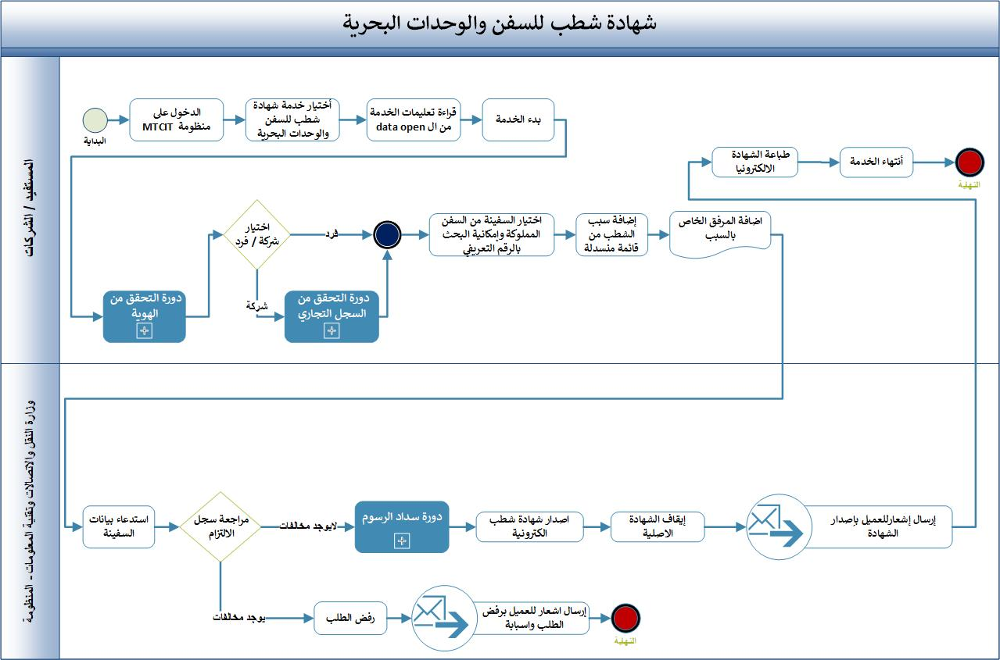 شهادة شطب للسفن والوحدات البحرية
المستفيد / الشركات
البداية
الدخول على
منظومة MTCIT
أختيار خدمة شهادة
شطب للسفن
والوحدات البحرية
قراءة تعليمات الخدمة
من ال data open
بدء الخدمة
طباعة الشهادة
الالكترونيا
أنتهاء الخدمة
النهاية
دورة التحقق من
الهوية
اختيار
شركة / فرد
فرد
شركة
دورة التحقق من
السجل التجاري
اختيار السفينة من السفن
المملوكة وإمكانية البحث
بالرقم التعريفي
إضافة سبب
الشطب من
قائمة منسدلة
اضافة المرفق الخاص
بالسبب
وزارة النقل والاتصالات وتقنية المعلومات - المنظومة
استدعاء بيانات
السفينة
مراجعة سجل
الالتزام
لايوجد مخالفات
دورة سداد الرسوم
اصدار شهادة شطب
الكترونية
إيقاف الشهادة
الاصلية
إرسال إشعارللعميل بإصدار
الشهادة
يوجد مخالفات
رفض الطلب
إرسال اشعار للعميل برفض
الطلب واسبابة
النهاية